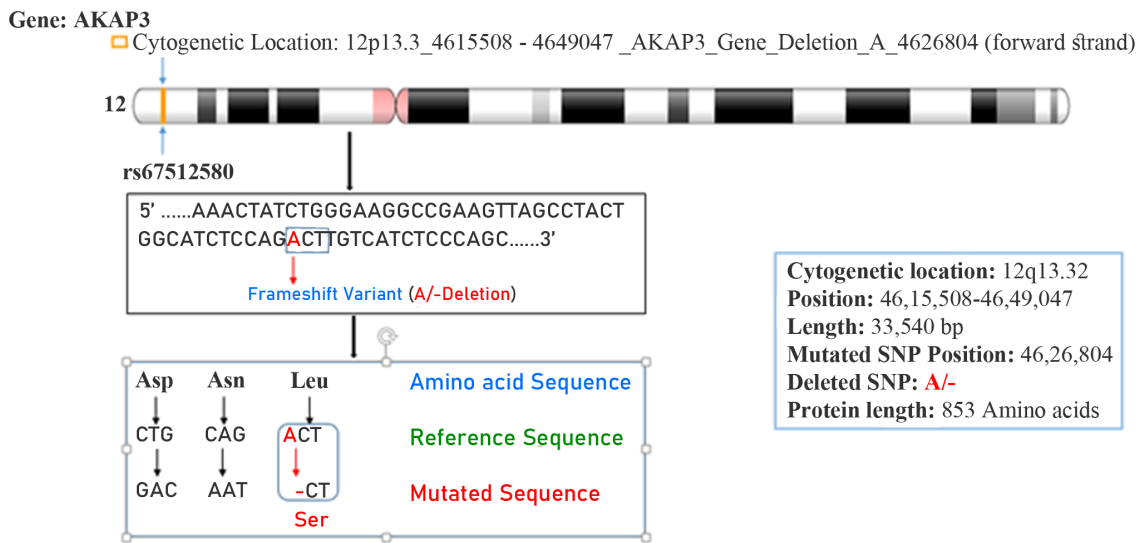 Gene: AKAP3
Cytogenetic Location: 12p13.3_4615508 - 4649047 _AKAP3_Gene_Deletion_A_4626804 (forward strand)
12
rs67512580
5' ......AAACTATCTGGGAAGGCCGAAGTTAGCCTACT
GGCATCTCCAGACTTGTCATCTCCCAGC......3'
Frameshift Variant (A/-Deletion)
Asp Asn Leu Amino acid Sequence
CTG CAG ACT Reference Sequence
GAC AAT -CT Mutated Sequence
Ser
Cytogenetic location: 12q13.32
Position: 46,15,508-46,49,047
Length: 33,540 bp
Mutated SNP Position: 46,26,804
Deleted SNP: A/-
Protein length: 853 Amino acids